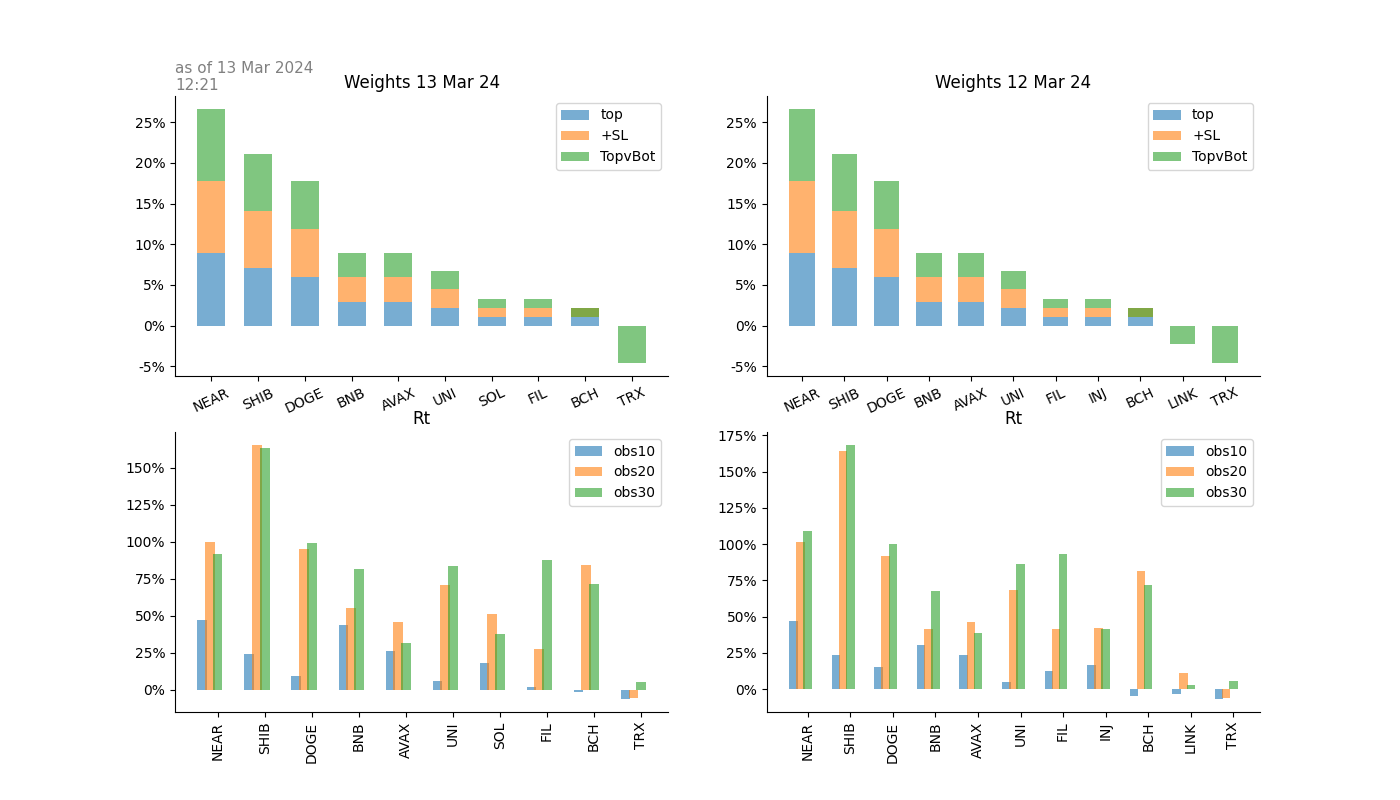 as of 13 Mar 2024
12:21
Weights 13 Mar 24
25%
20%
15%
10%
5%
0%
-5%
top
+SL
TopvBot
NEAR SHIB DOGE BNB AVAX UNI SOL FIL BCH TRX
Weights 12 Mar 24
25%
20%
15%
10%
5%
0%
-5%
top
+SL
TopvBot
NEAR SHIB DOGE BNB AVAX UNI FIL INJ BCH LINK TRX
Rt
150%
125%
100%
75%
50%
25%
0%
obs10
obs20
obs30
NEAR SHIB DOGE BNB AVAX UNI SOL FIL BCH TRX
Rt
175%
150%
125%
100%
75%
50%
25%
0%
obs10
obs20
obs30
NEAR SHIB DOGE BNB AVAX UNI FIL INJ BCH LINK TRX